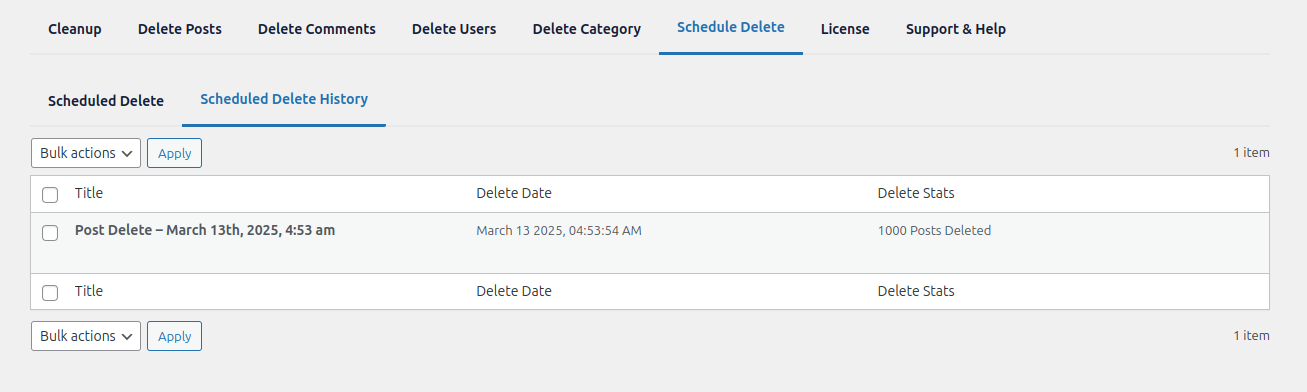 Cleanup Delete Posts Delete Comments Delete Users Delete Category Schedule Delete License Support & Help
Scheduled Delete Scheduled Delete History
Bulk actions Apply 1 item
Title Delete Date Delete Stats
Post Delete – March 13th, 2025, 4:53 am March 13 2025, 04:53:54 AM 1000 Posts Deleted
Title Delete Date Delete Stats
Bulk actions Apply 1 item